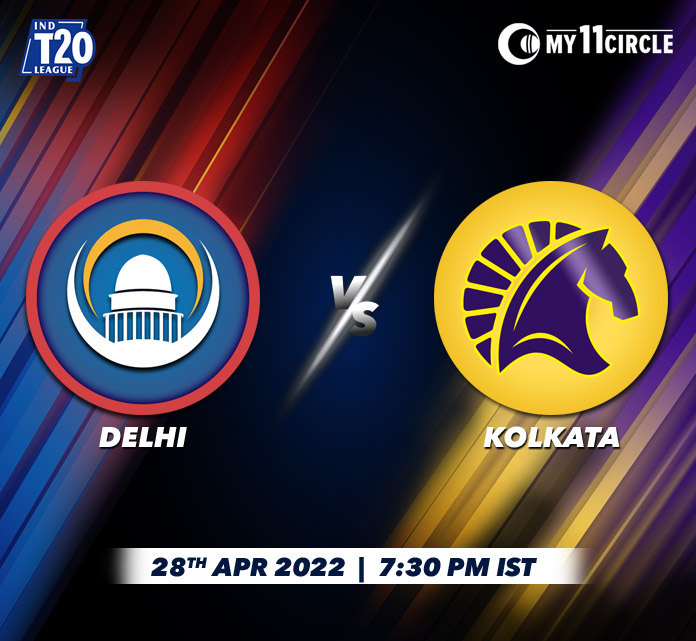 IND
T20
LEAGUE
MY11CIRCLE
VS
DELHI
KOLKATA
28TH APR 2022 | 7:30 PM IST